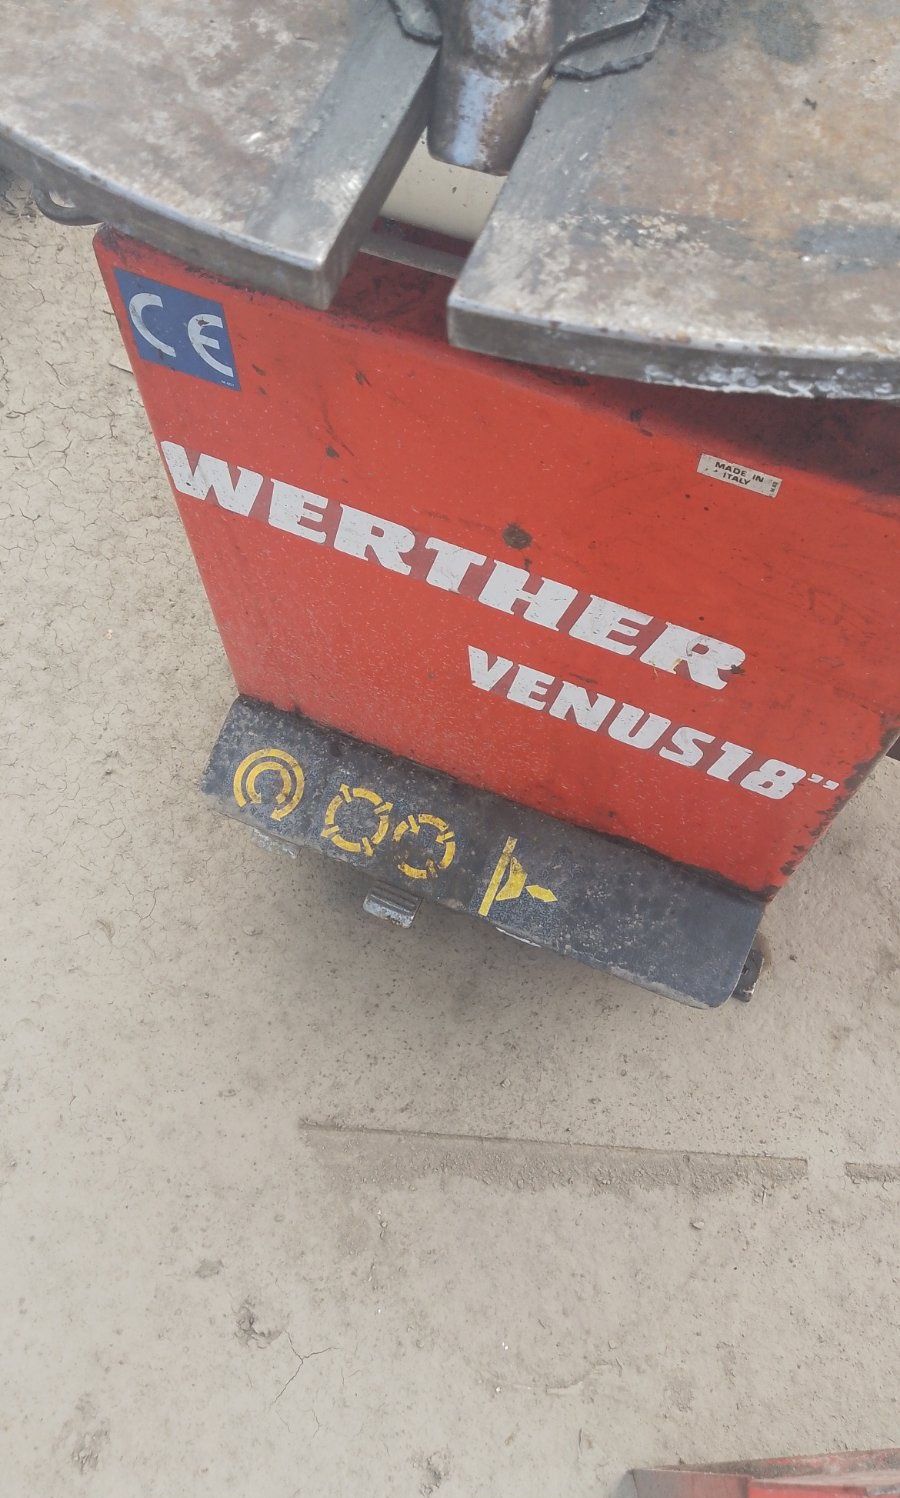 CE
MADE IN
ITALY
WERTHER
VENUS18"